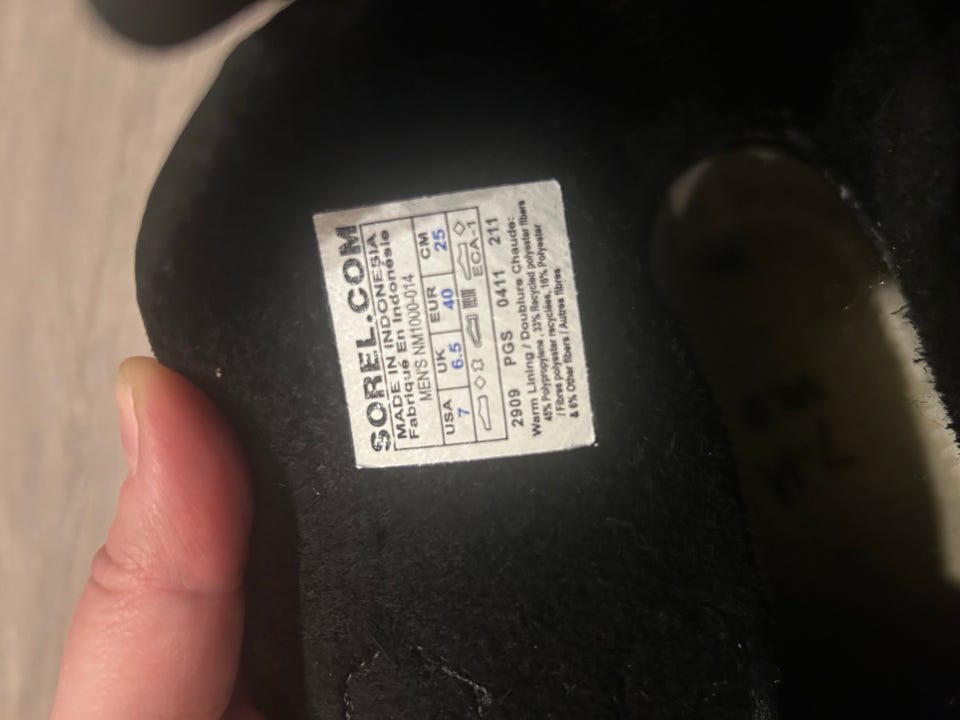 SOREL.COM
MADE IN INDONESIA
Fabriqué En Indonésie
MEN'S NM1000-014
USA UK EUR CM
7 6.5 40 25
ECA-1
2909 PGS 0411 211
Warm Lining / Doublure Chaude:
45% Polypropylene, 33% Recycled polyester fibers
/ Fibres polyester recyclées, 16% Polyester
& 6% Other fibers / Autres fibres